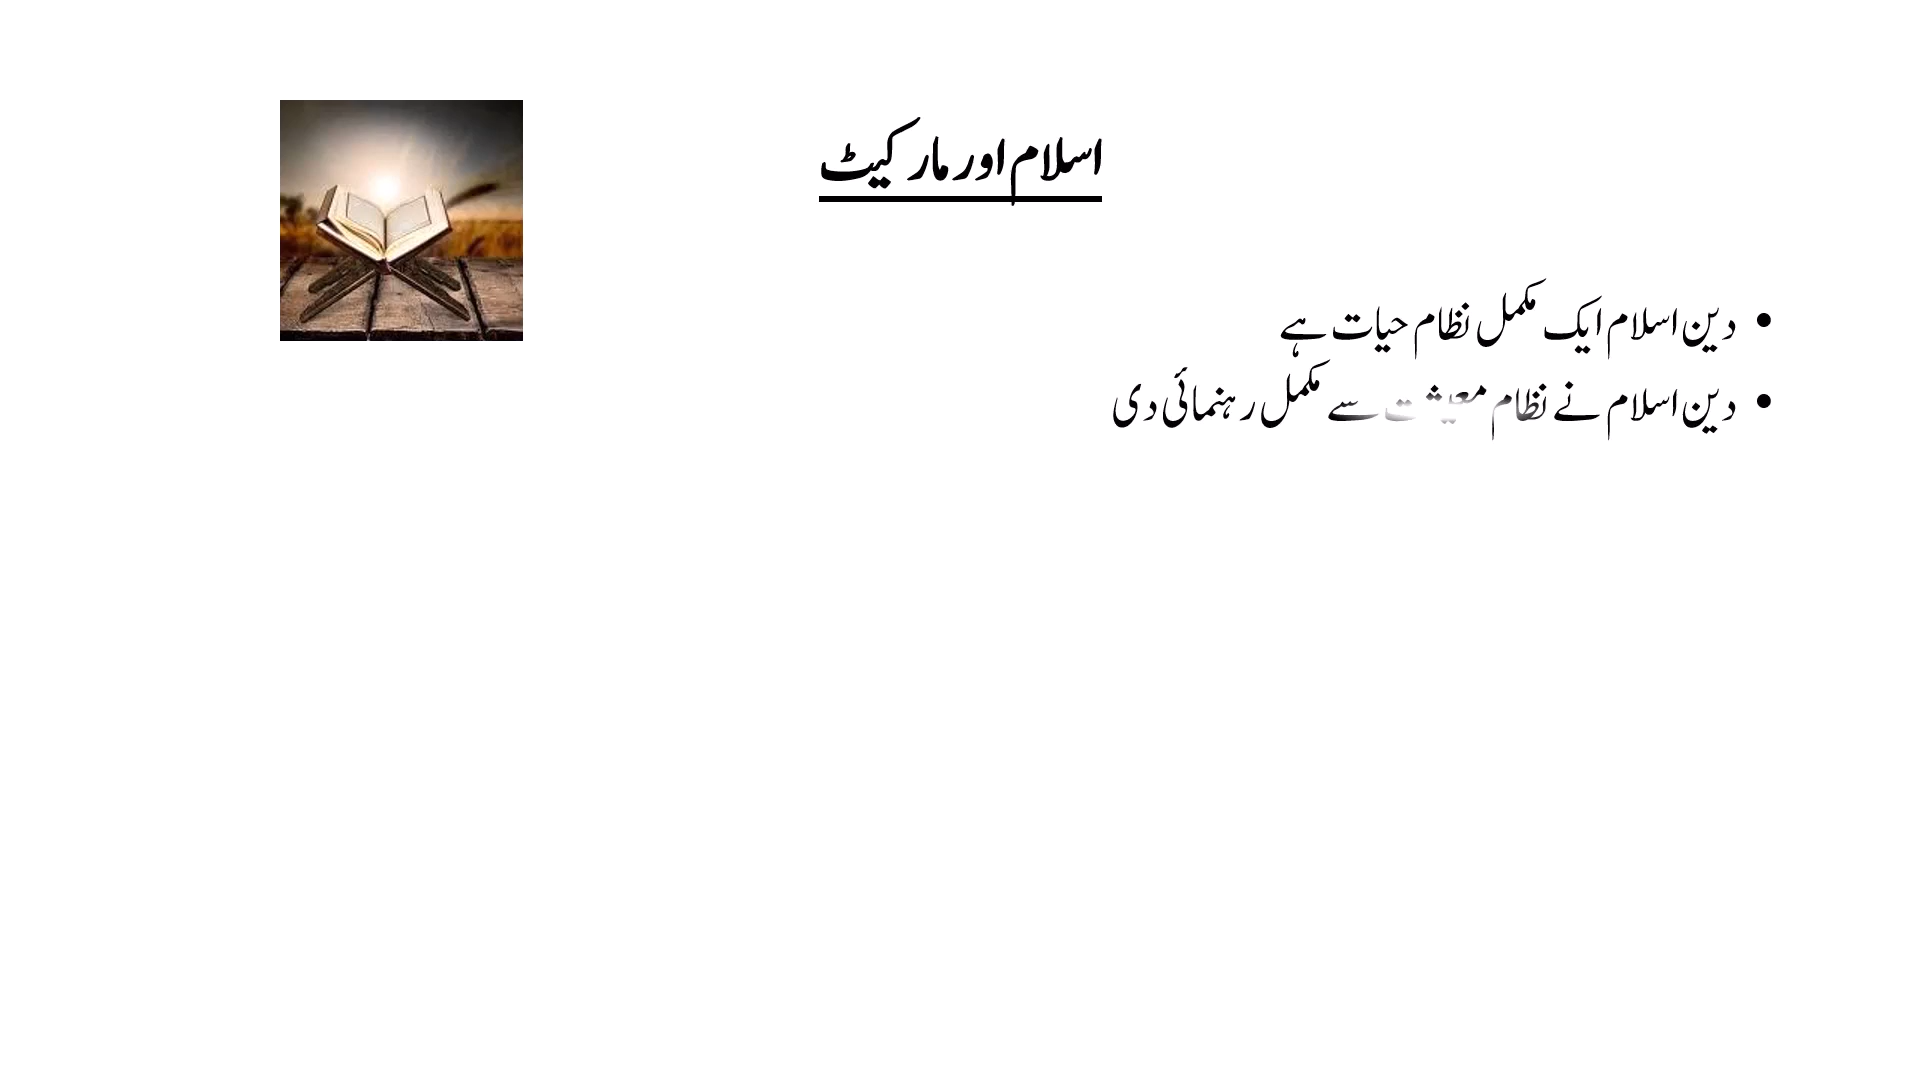 اسلام اور مارکیٹ
• دین اسلام ایک مکمل نظام حیات ہے
• دین اسلام نے نظام معیشت سے مکمل رہنمائی دی